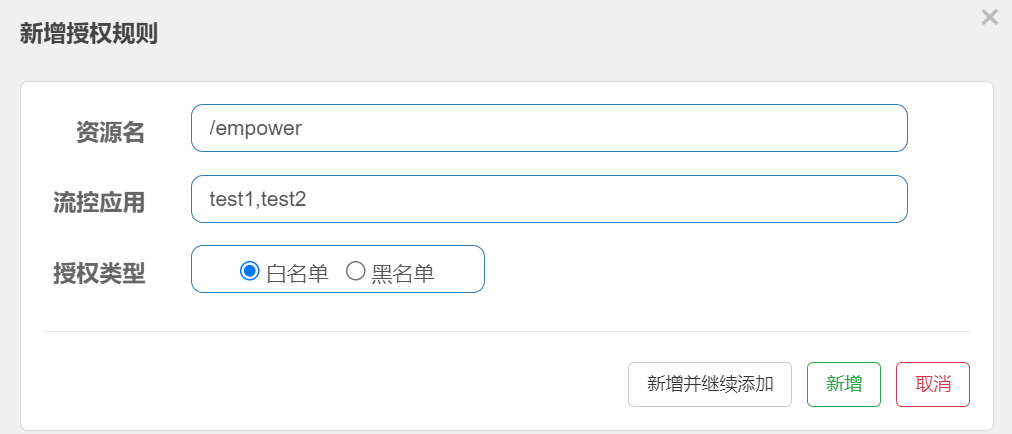 新增授权规则
×
资源名 /empower
流控应用 test1,test2
授权类型 白名单 黑名单
新增并继续添加 新增 取消